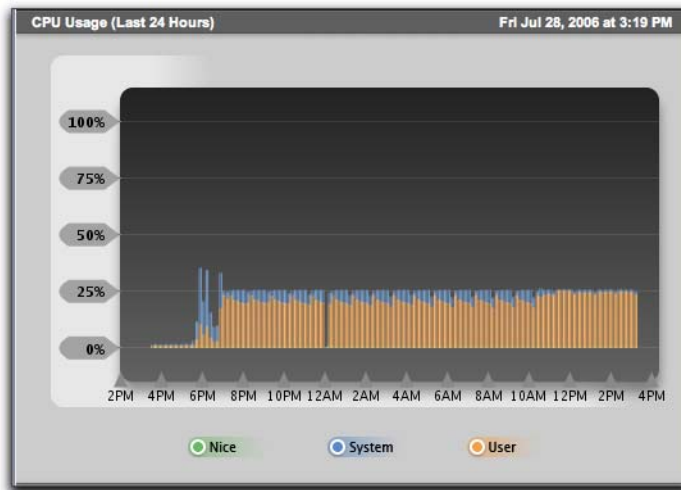 CPU Usage (Last 24 Hours) Fri Jul 28, 2006 at 3:19 PM
100%
75%
50%
25%
0%
2PM 4PM 6PM 8PM 10PM 12AM 2AM 4AM 6AM 8AM 10AM 12PM 2PM 4PM
Nice System User